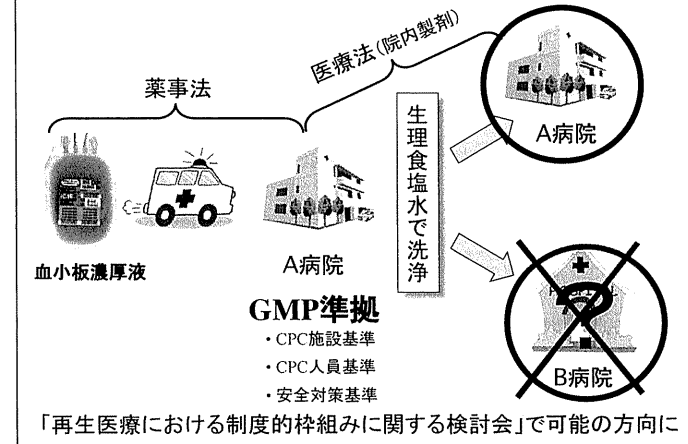 医療法(院内製剤)
薬事法
A病院
生理食塩水で洗浄
血小板濃厚液
A病院
GMP準拠
・CPC施設基準
・CPC人員基準
・安全対策基準
?
B病院
「再生医療における制度的枠組みに関する検討会」で可能の方向に